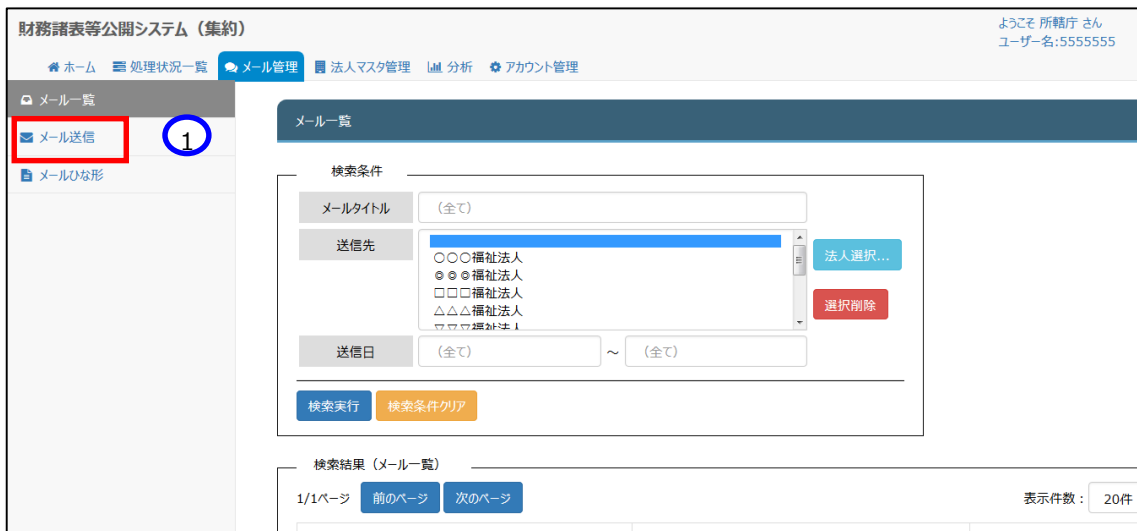 財務諸表等公開システム（集約）
ようこそ 所轄庁 さん
ユーザー名:5555555
ホーム 処理状況一覧 メール管理 法人マスタ管理 分析 アカウント管理
メール一覧
メール送信
1
メールひな形
メール一覧
検索条件
メールタイトル （全て）
送信先
○○○福祉法人
◎◎◎福祉法人
□□□福祉法人
△△△福祉法人
▽▽▽福祉法人
法人選択...
選択削除
送信日 （全て） ～ （全て）
検索実行 検索条件クリア
検索結果（メール一覧）
1/1ページ 前のページ 次のページ 表示件数： 20件